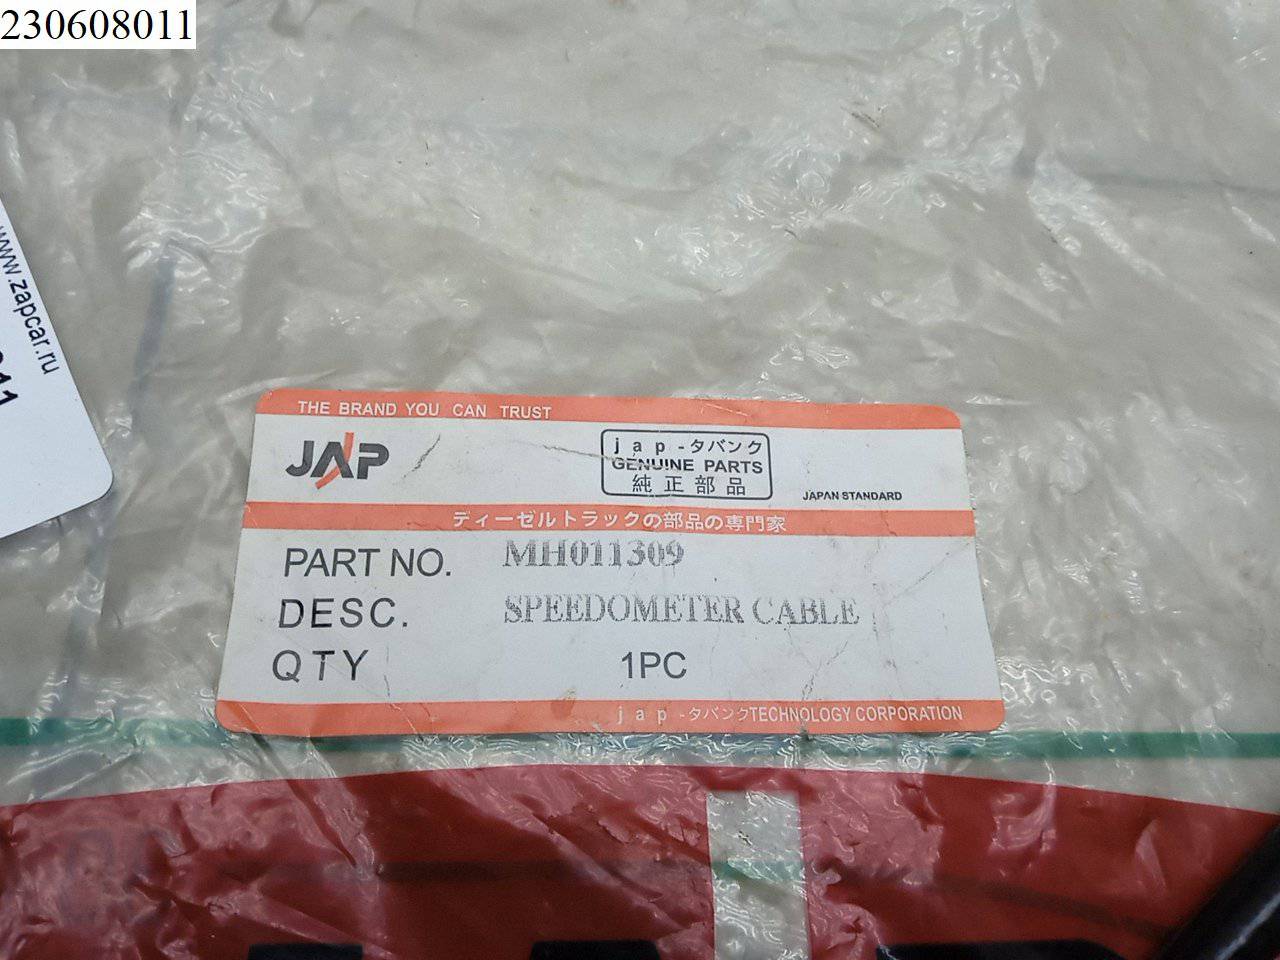 230608011
www.zapcar.ru
THE BRAND YOU CAN TRUST
JAP
jap-タバンク
GENUINE PARTS
純正部品
JAPAN STANDARD
ディーゼルトラックの部品の専門家
PART NO. MH011309
DESC. SPEEDOMETER CABLE
QTY 1PC
jap-タバンクTECHNOLOGY CORPORATION